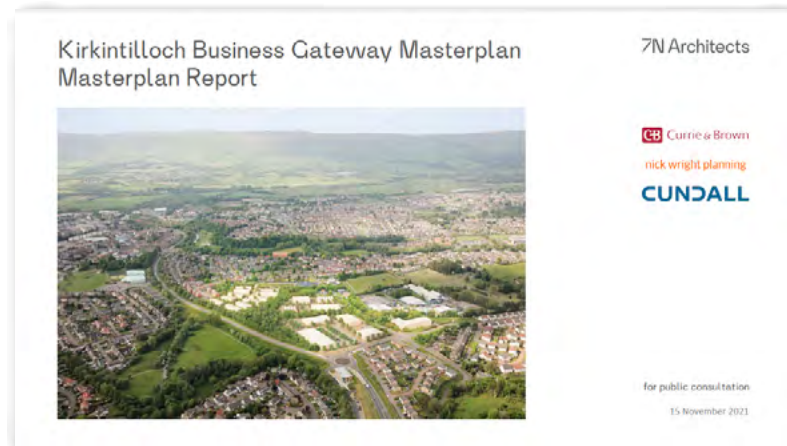 Kirkintilloch Business Gateway Masterplan
Masterplan Report
7N Architects
CB Currie & Brown
nick wright planning
CUNDALL
for public consultation
15 November 2021